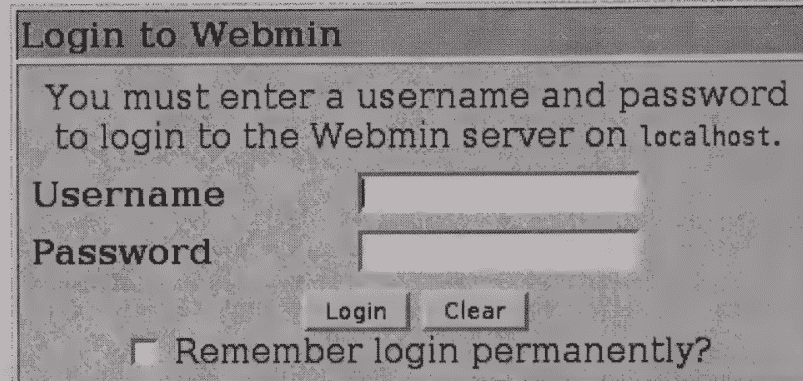 Login to Webmin
You must enter a username and password
to login to the Webmin server on localhost.
Username
Password
Login Clear
Remember login permanently?